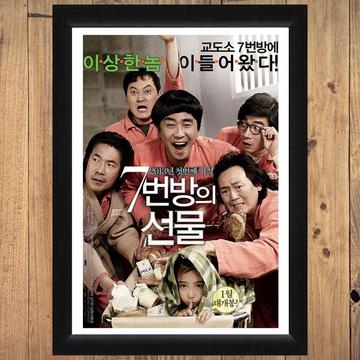 교도소 7번방에
이·상·한·놈
이 들·어·왔·다!
2013년 첫번째 기적
7번방의
선물
1월
대개봉!